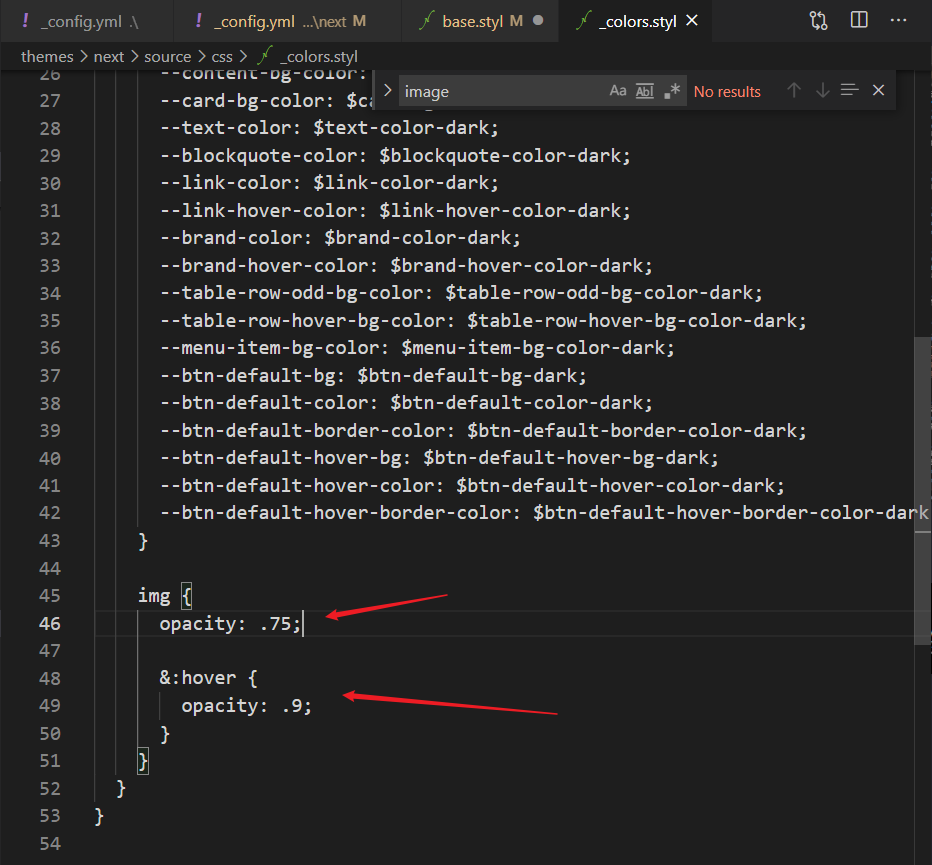 ! _config.yml .\ ! _config.yml ...\next M base.styl M _colors.styl
themes > next > source > css > _colors.styl
image Aa Abl .* No results
26 --content-bg-color:
27 --card-bg-color:
28 --text-color: $text-color-dark;
29 --blockquote-color: $blockquote-color-dark;
30 --link-color: $link-color-dark;
31 --link-hover-color: $link-hover-color-dark;
32 --brand-color: $brand-color-dark;
33 --brand-hover-color: $brand-hover-color-dark;
34 --table-row-odd-bg-color: $table-row-odd-bg-color-dark;
35 --table-row-hover-bg-color: $table-row-hover-bg-color-dark;
36 --menu-item-bg-color: $menu-item-bg-color-dark;
37 --btn-default-bg: $btn-default-bg-dark;
38 --btn-default-color: $btn-default-color-dark;
39 --btn-default-border-color: $btn-default-border-color-dark;
40 --btn-default-hover-bg: $btn-default-hover-bg-dark;
41 --btn-default-hover-color: $btn-default-hover-color-dark;
42 --btn-default-hover-border-color: $btn-default-hover-border-color-dark
43 }
44
45 img {
46 opacity: .75;
47
48 &:hover {
49 opacity: .9;
50 }
51 }
52 }
53 }
54